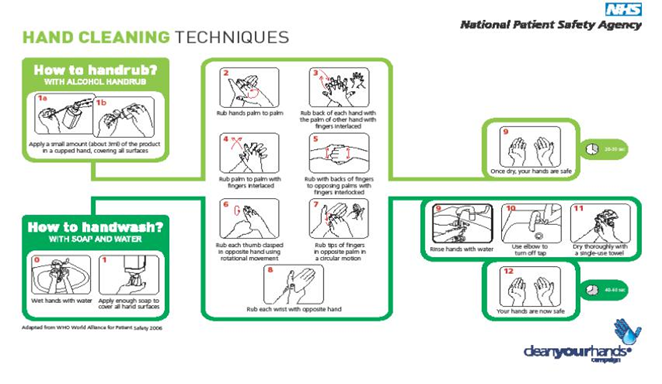 NHS
National Patient Safety Agency
HAND CLEANING TECHNIQUES
How to handrub?
WITH ALCOHOL HANDRUB
1a
1b
Apply a small amount (about 3ml) of the product
in a cupped hand, covering all surfaces
2
Rub hands palm to palm
3
Rub back of each hand with
the palm of other hand with
fingers interlaced
4
Rub palm to palm with
fingers interlaced
5
Rub with backs of fingers
to opposing palms with
fingers interlocked
6
Rub each thumb clasped
in opposite hand using
rotational movement
7
Rub tips of fingers
in opposite palm in
a circular motion
8
Rub each wrist with opposite hand
9
Once dry, your hands are safe
20-30 sec
How to handwash?
WITH SOAP AND WATER
0
Wet hands with water
1
Apply enough soap to
cover all hand surfaces
9
Rinse hands with water
10
Use elbow to
turn off tap
11
Dry thoroughly with
a single-use towel
12
Your hands are now safe
40-60 sec
Adapted from WHO World Alliance for Patient Safety 2006
cleanyourhands®
campaign